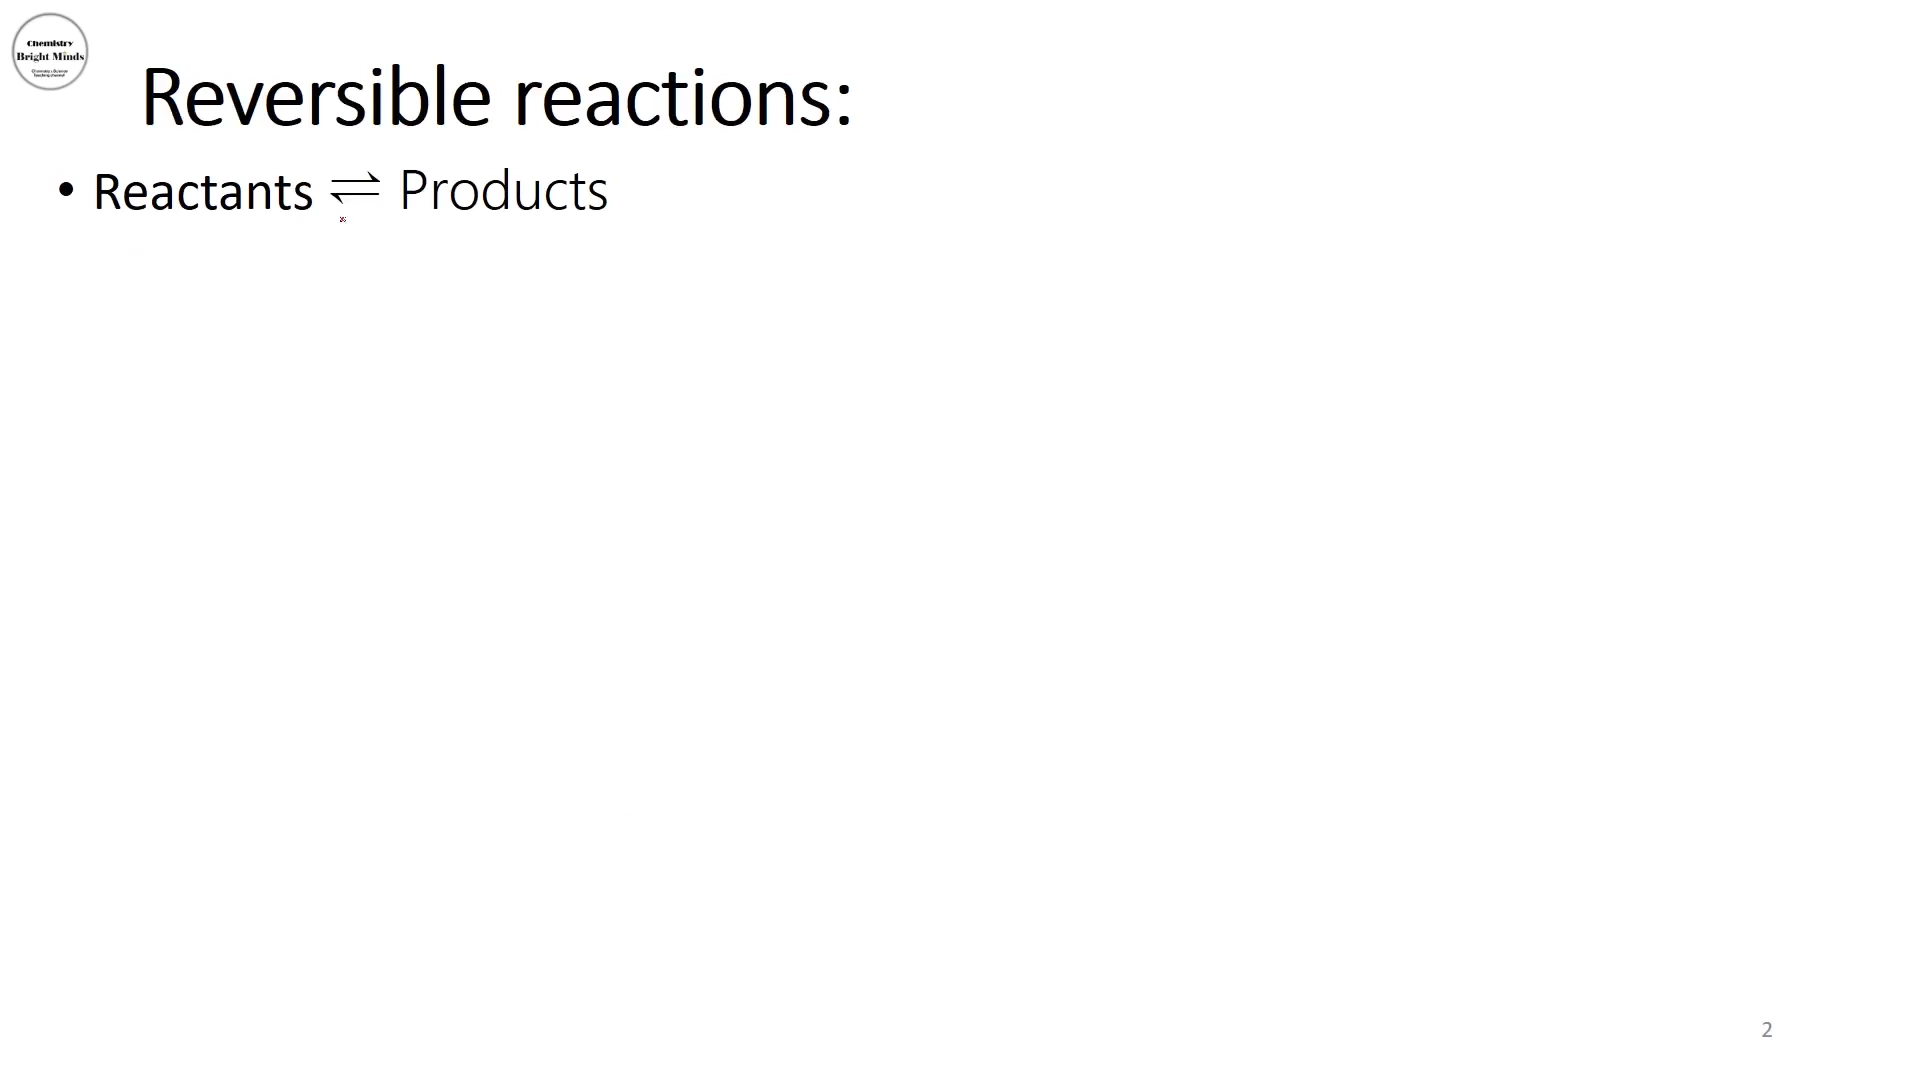 Chemistry
Bright Minds
Reversible reactions:
• Reactants ⇌ Products
2